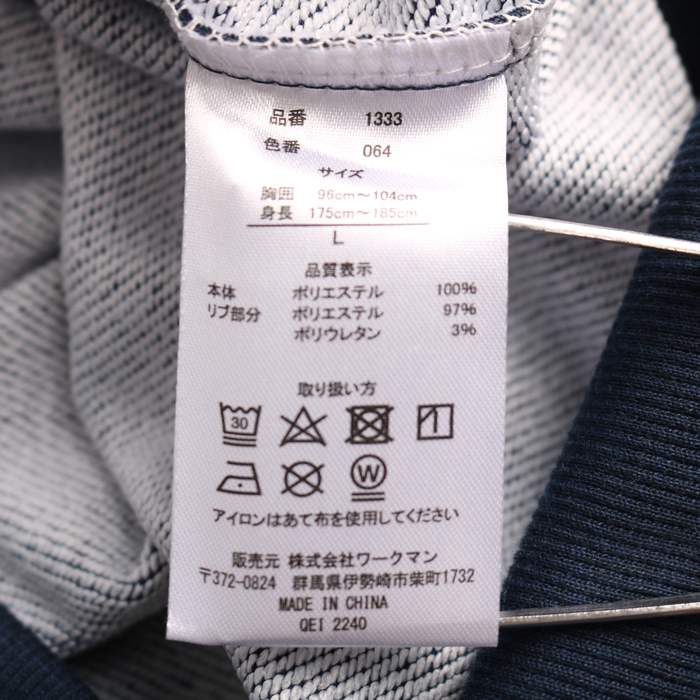 品番 1333
色番 064
サイズ
胸囲 96cm～104cm
身長 175cm～185cm
L
品質表示
本体 ポリエステル 100%
リブ部分 ポリエステル 97%
ポリウレタン 3%
取り扱い方
30
W
アイロンはあて布を使用してください
販売元 株式会社ワークマン
〒372-0824 群馬県伊勢崎市柴町1732
MADE IN CHINA
QEI 2240